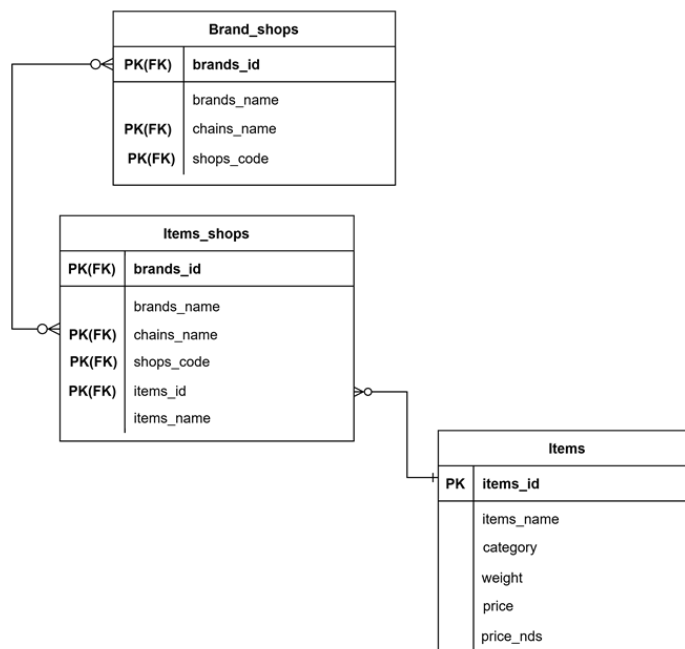 Brand_shops
PK(FK) brands_id
brands_name
PK(FK) chains_name
PK(FK) shops_code
Items_shops
PK(FK) brands_id
brands_name
PK(FK) chains_name
PK(FK) shops_code
PK(FK) items_id
items_name
Items
PK items_id
items_name
category
weight
price
price_nds